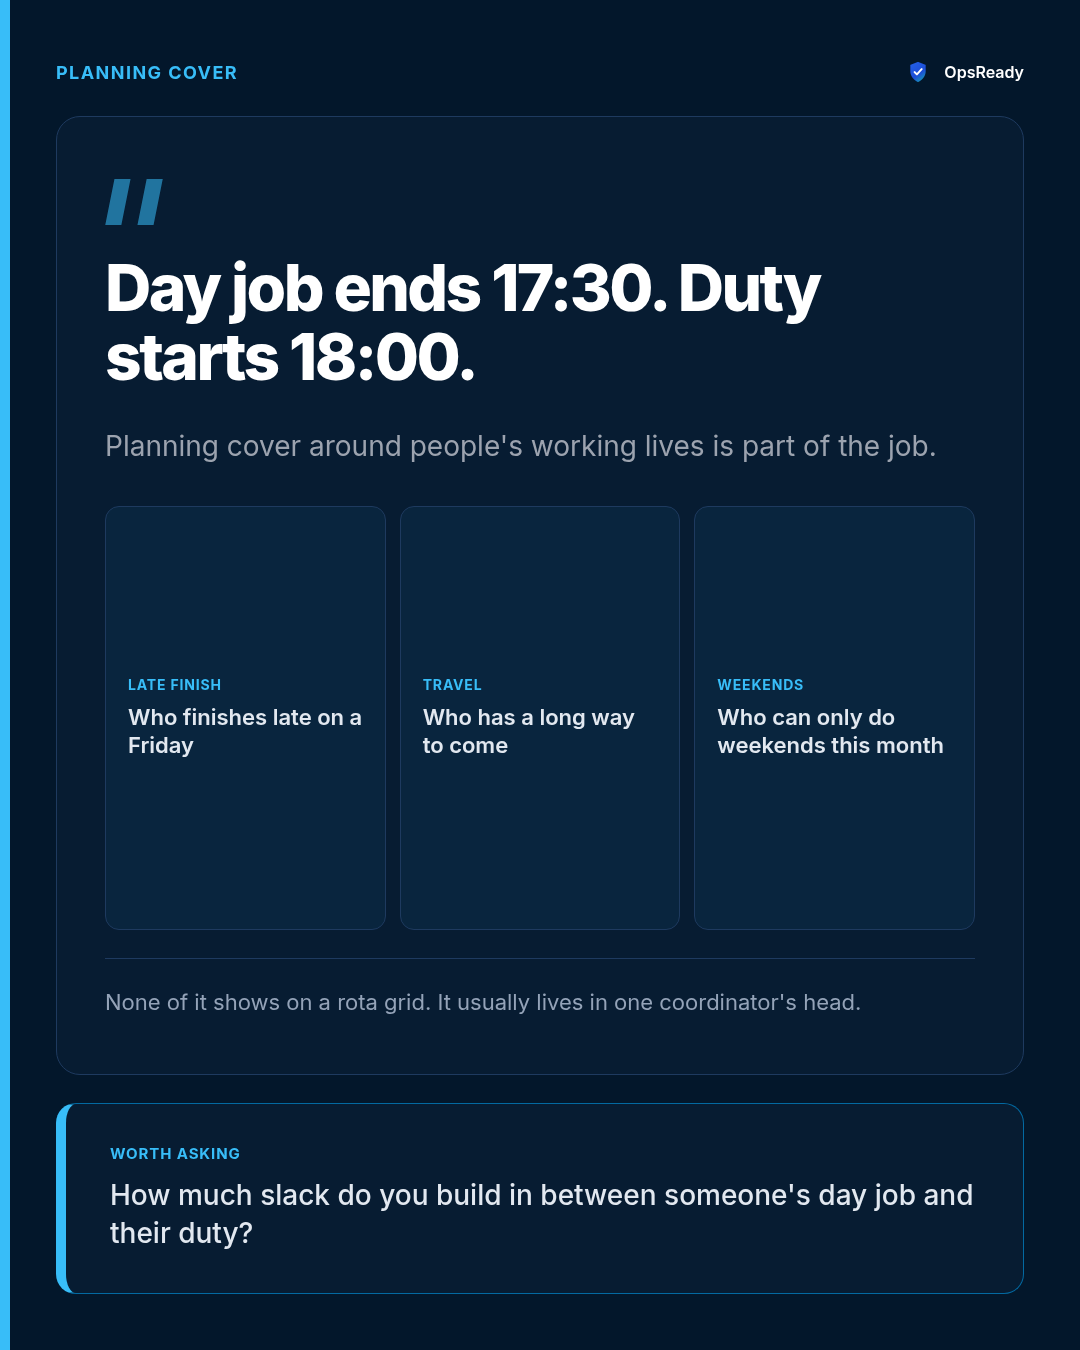 PLANNING COVER
OpsReady
"
Day job ends 17:30. Duty
starts 18:00.
Planning cover around people's working lives is part of the job.
LATE FINISH
Who finishes late on a
Friday
TRAVEL
Who has a long way
to come
WEEKENDS
Who can only do
weekends this month
None of it shows on a rota grid. It usually lives in one coordinator's head.
WORTH ASKING
How much slack do you build in between someone's day job and
their duty?